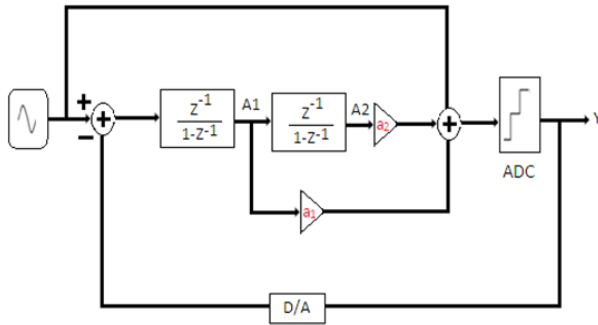 +
+
−
Z⁻¹
1-Z⁻¹
A1
Z⁻¹
1-Z⁻¹
A2
a₂
+
ADC
Y
a₁
D/A